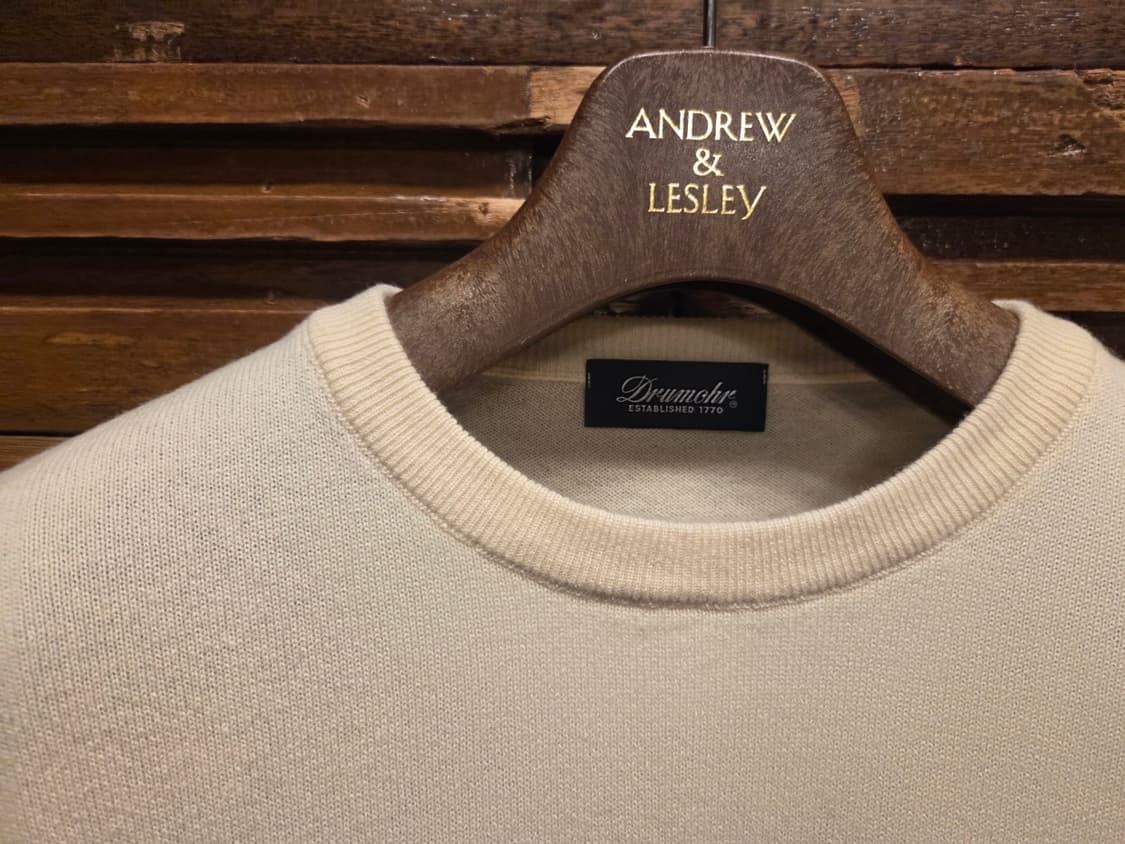 ANDREW
&
LESLEY
Drumohr®
ESTABLISHED 1770